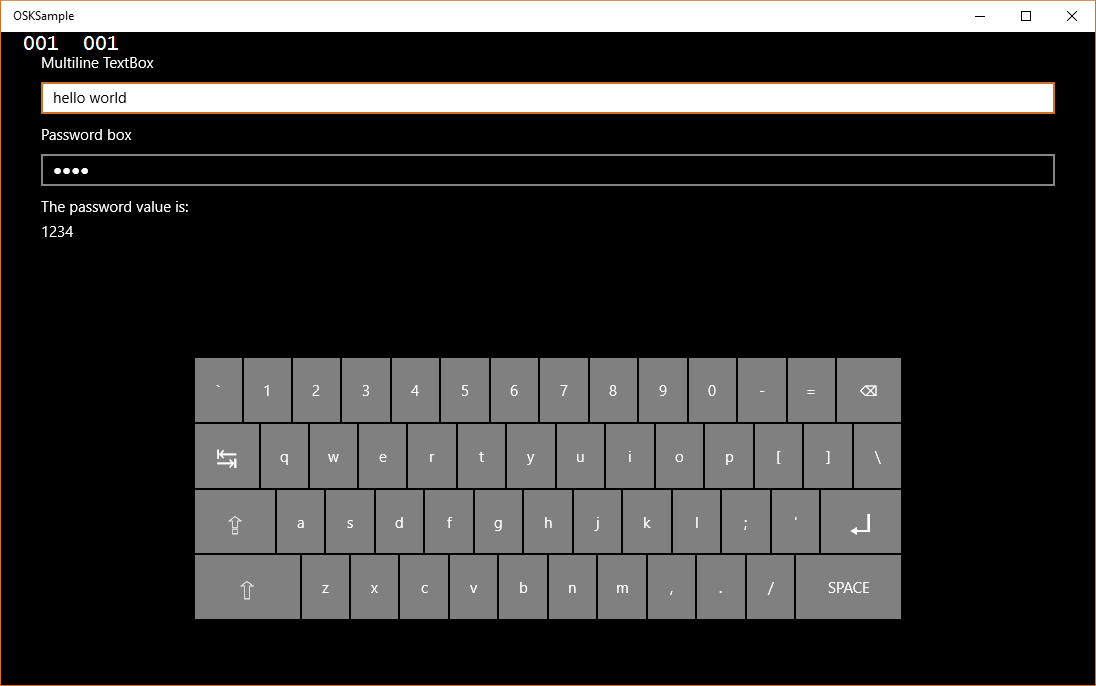 OSKSample
001 001
Multiline TextBox
hello world
Password box
••••
The password value is:
1234
` 1 2 3 4 5 6 7 8 9 0 - =
q w e r t y u i o p [ ] \
a s d f g h j k l ; '
z x c v b n m , . / SPACE